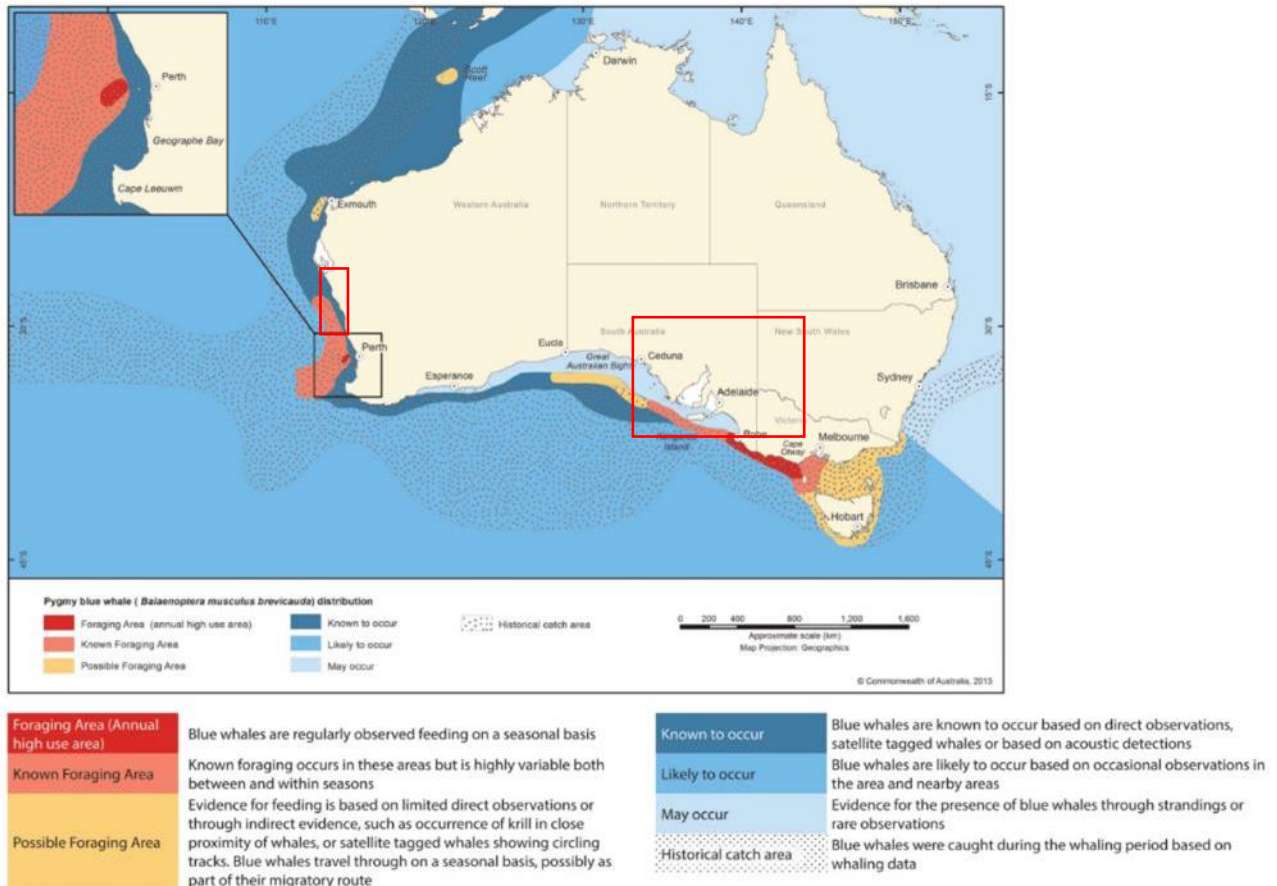 110°E 120°E 130°E 140°E 150°E
Perth
Geographe Bay
Cape Leeuwin
Scott
Reef
Darwin
15°S 15°S
Exmouth
Western Australia Northern Territory Queensland
Brisbane
30°S 30°S
South Australia New South Wales
Perth
Eucla
Great
Australian Bight
Ceduna
Esperance
Sydney
Adelaide
Victoria
Robe
Kangaroo
Island
Cape
Otway
Melbourne
Hobart
45°S 45°S
Pygmy blue whale ( Balaenoptera musculus brevicauda) distribution
Foraging Area (annual high use area)
Known Foraging Area
Possible Foraging Area
Known to occur
Likely to occur
May occur
Historical catch area
0 200 400 800 1,200 1,600
Approximate scale (km)
Map Projection: Geographics
© Commonwealth of Australia, 2013
Foraging Area (Annual
high use area)
Blue whales are regularly observed feeding on a seasonal basis
Known Foraging Area
Known foraging occurs in these areas but is highly variable both
between and within seasons
Possible Foraging Area
Evidence for feeding is based on limited direct observations or
through indirect evidence, such as occurrence of krill in close
proximity of whales, or satellite tagged whales showing circling
tracks. Blue whales travel through on a seasonal basis, possibly as
part of their migratory route
Known to occur
Blue whales are known to occur based on direct observations,
satellite tagged whales or based on acoustic detections
Likely to occur
Blue whales are likely to occur based on occasional observations in
the area and nearby areas
May occur
Evidence for the presence of blue whales through strandings or
rare observations
Historical catch area
Blue whales were caught during the whaling period based on
whaling data